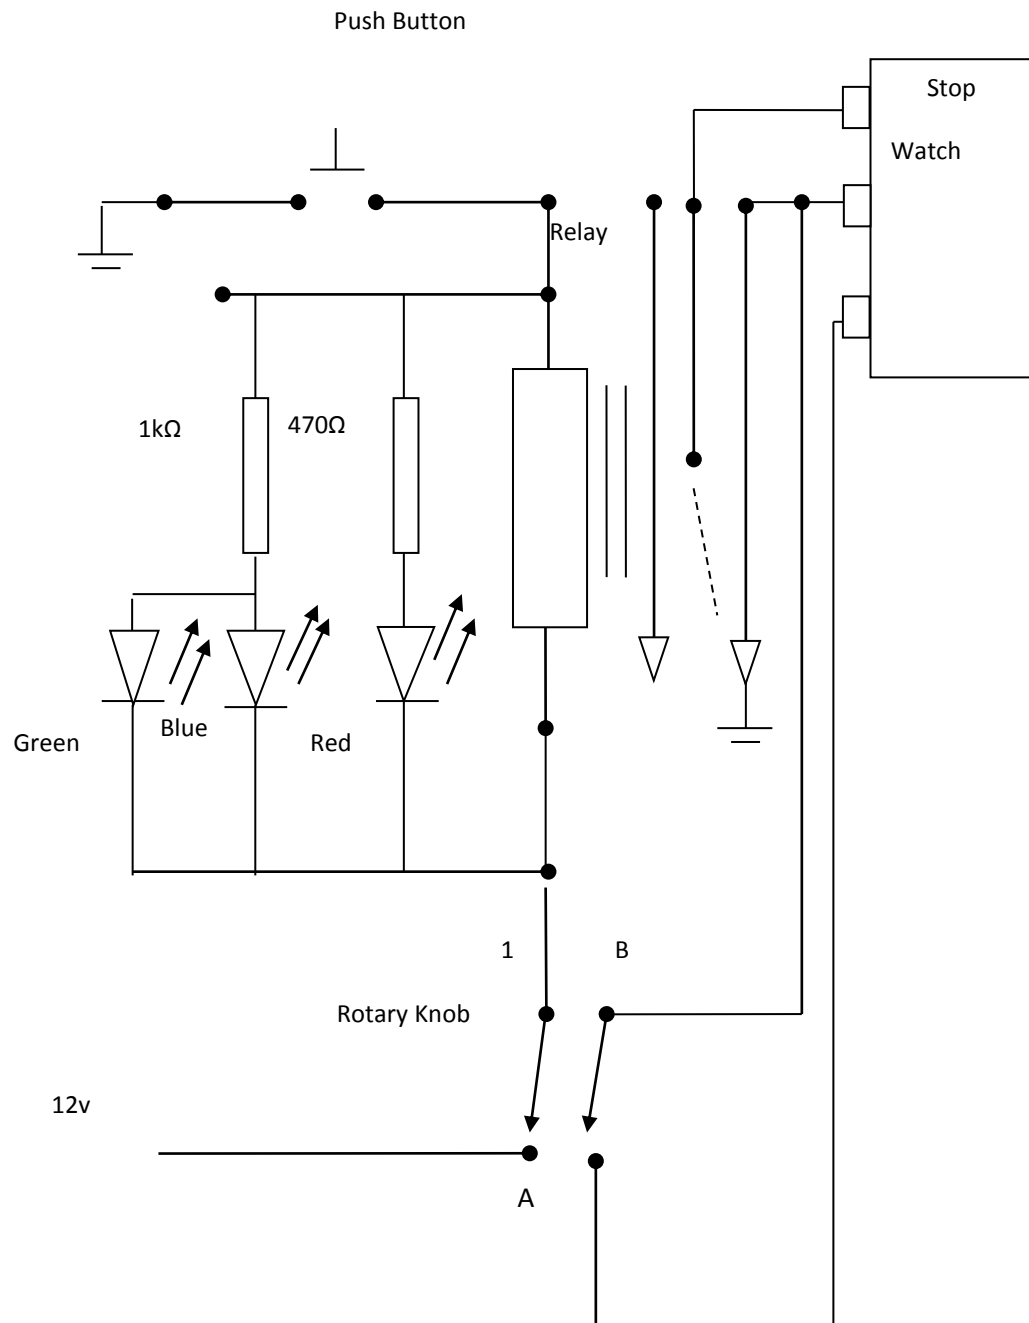 Push Button
Stop
Watch
Relay
1kΩ
470Ω
Green
Blue
Red
1
B
Rotary Knob
12v
A